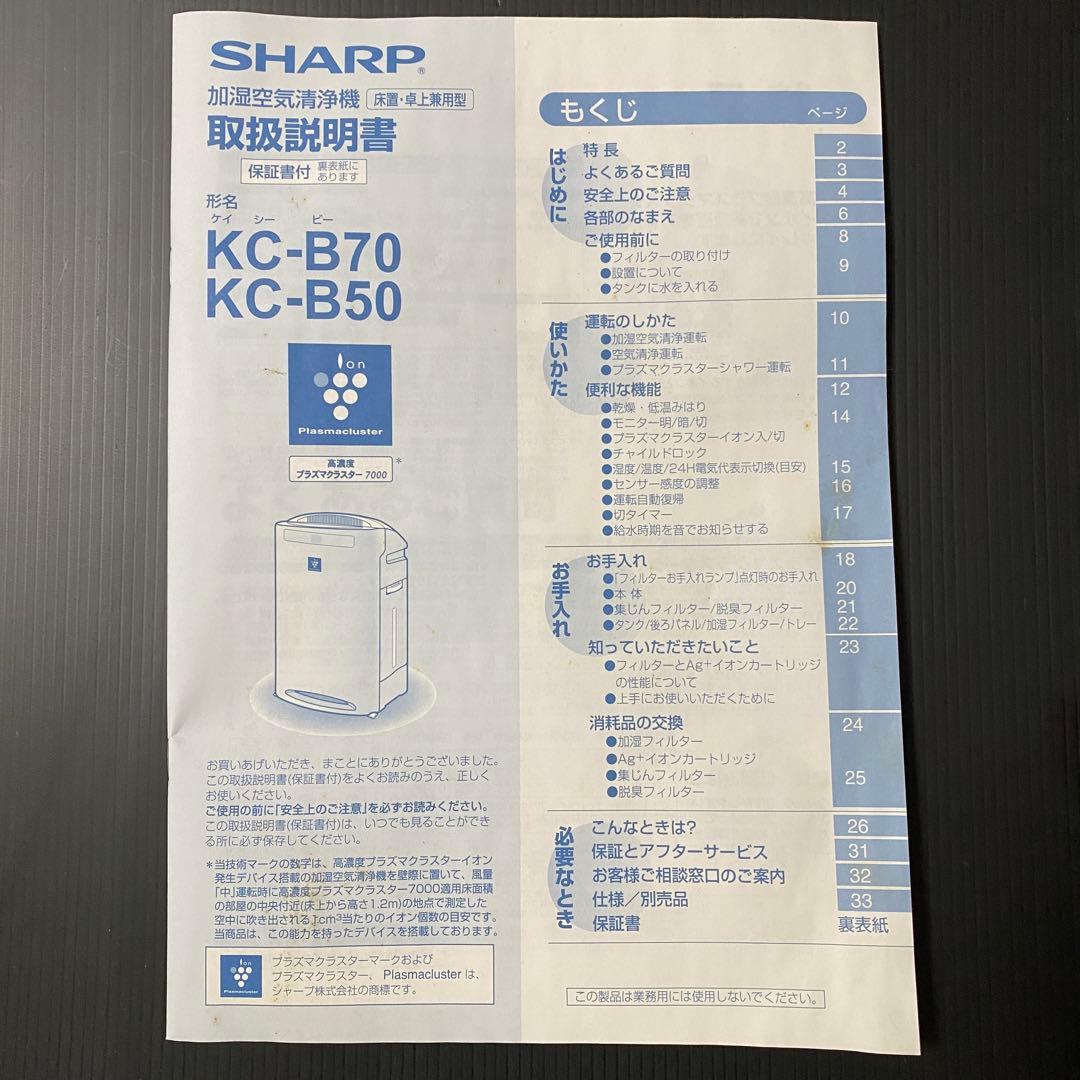 SHARP®
加湿空気清浄機 床置・卓上兼用型
取扱説明書
保証書付 裏表紙に
あります
形名
ケイ シー ビー
KC-B70
KC-B50
Ion
Plasmacluster
高濃度
プラズマクラスター 7000 *
お買いあげいただき、まことにありがとうございました。
この取扱説明書(保証書付)をよくお読みのうえ、正しく
お使いください。
ご使用の前に「安全上のご注意」を必ずお読みください。
この取扱説明書(保証書付)は、いつでも見ることができ
る所に必ず保存してください。
*当技術マークの数字は、高濃度プラズマクラスターイオン
発生デバイス搭載の加湿空気清浄機を壁際に置いて、風量
「中」運転時に高濃度プラズマクラスター7000適用床面積
の部屋の中央付近(床上から高さ1.2m)の地点で測定した
空中に吹き出される1cm³当たりのイオン個数の目安です。
当商品は、この能力を持ったデバイスを搭載しております。
Ion
Plasmacluster
プラズマクラスターマークおよび
プラズマクラスター、Plasmacluster は、
シャープ株式会社の商標です。
もくじ ページ
はじめに
特長 2
よくあるご質問 3
安全上のご注意 4
各部のなまえ 6
ご使用前に 8
●フィルターの取り付け
●設置について 9
●タンクに水を入れる
使いかた
運転のしかた 10
●加湿空気清浄運転
●空気清浄運転
●プラズマクラスターシャワー運転 11
便利な機能 12
●乾燥・低温みはり
●モニター明/暗/切 14
●プラズマクラスターイオン入/切
●チャイルドロック
●湿度/温度/24H電気代表示切換(目安) 15
●センサー感度の調整 16
●運転自動復帰
●切タイマー 17
●給水時期を音でお知らせする
お手入れ
お手入れ 18
●「フィルターお手入れランプ」点灯時のお手入れ
●本体 20
●集じんフィルター/脱臭フィルター 21
●タンク/後ろパネル/加湿フィルター/トレー 22
知っていただきたいこと 23
●フィルターとAg⁺イオンカートリッジ
の性能について
●上手にお使いいただくために
消耗品の交換 24
●加湿フィルター
●Ag⁺イオンカートリッジ
●集じんフィルター 25
●脱臭フィルター
必要なとき
こんなときは? 26
保証とアフターサービス 31
お客様ご相談窓口のご案内 32
仕様／別売品 33
保証書 裏表紙
この製品は業務用には使用しないでください。